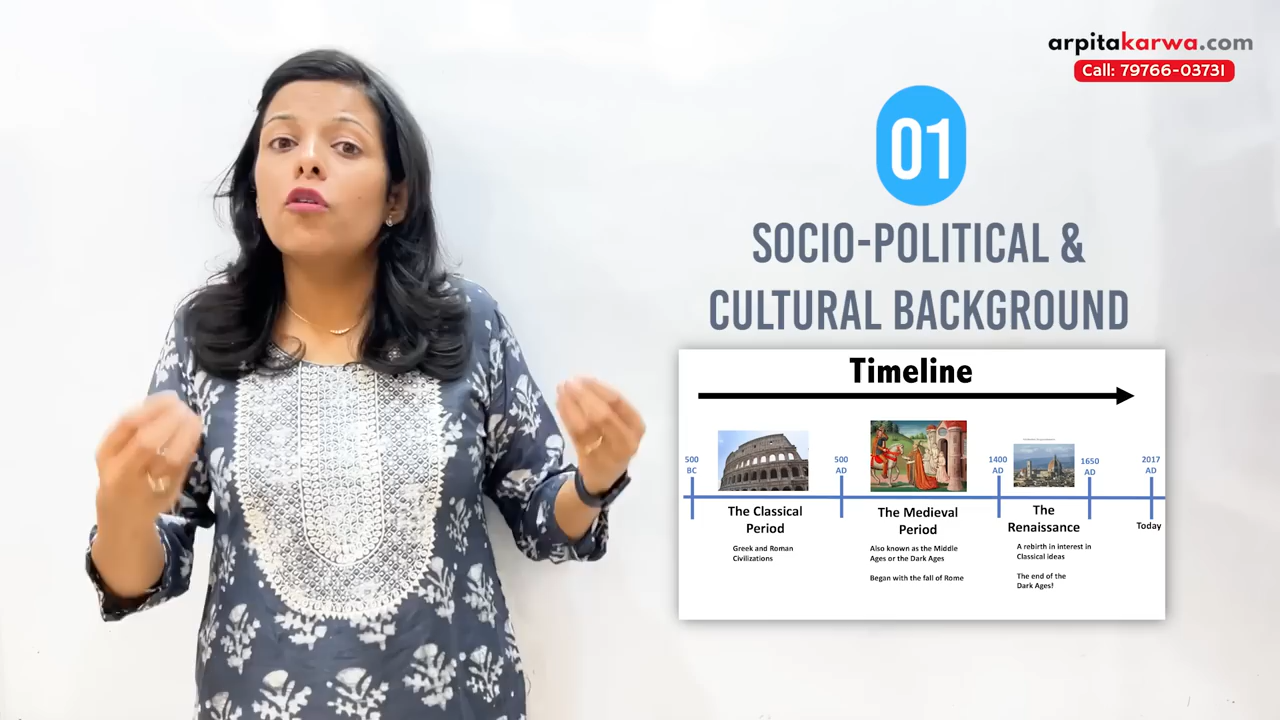 arpitakarwa.com
Call: 79766-03731
01
SOCIO-POLITICAL &
CULTURAL BACKGROUND
Timeline
500
BC
500
AD
1400
AD
1650
AD
2017
AD
Today
The Classical
Period
Greek and Roman
Civilizations
The Medieval
Period
Also known as the Middle
Ages or the Dark Ages
Began with the fall of Rome
The
Renaissance
A rebirth in interest in
Classical ideas
The end of the
Dark Ages!